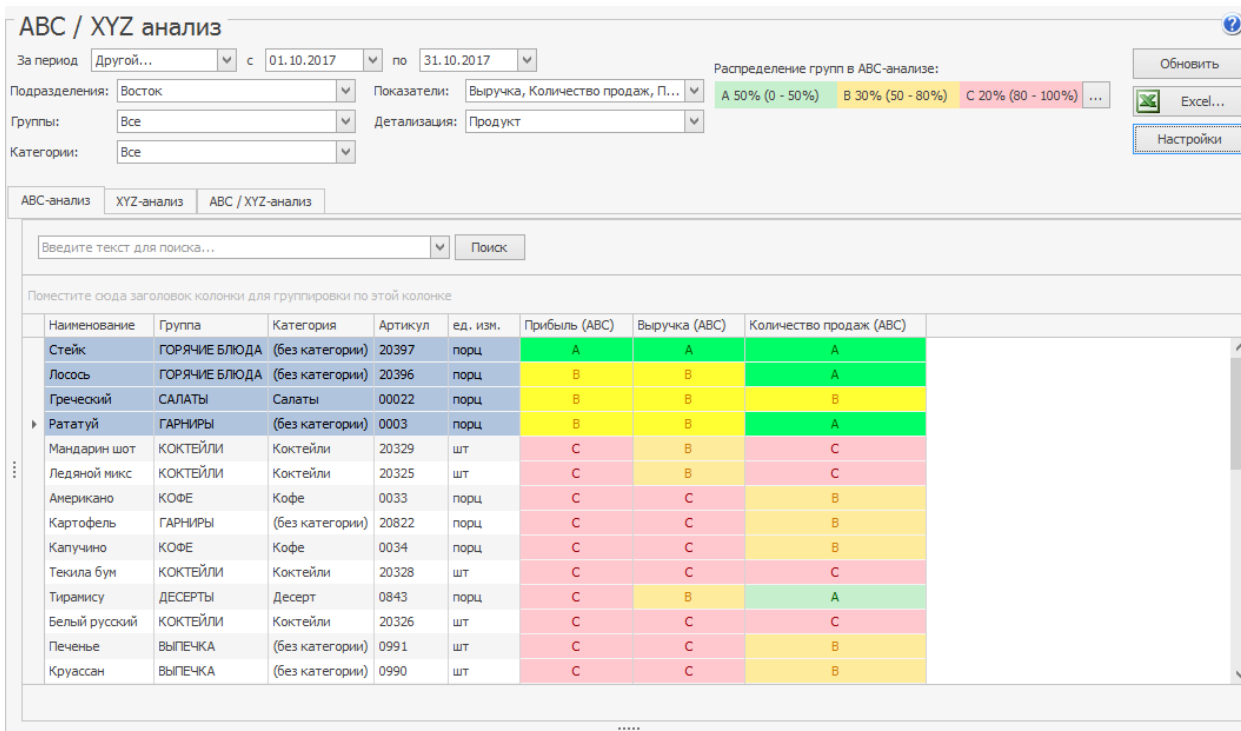 ABC / XYZ анализ
За период Другой... с 01.10.2017 по 31.10.2017
Распределение групп в ABC-анализе:
Обновить
Подразделения: Восток Показатели: Выручка, Количество продаж, П...
A 50% (0 - 50%) B 30% (50 - 80%) C 20% (80 - 100%) ...
Excel...
Группы: Все Детализация: Продукт
Настройки
Категории: Все
ABC-анализ XYZ-анализ ABC / XYZ-анализ
Введите текст для поиска... Поиск
Поместите сюда заголовок колонки для группировки по этой колонке
Наименование Группа Категория Артикул ед. изм. Прибыль (ABC) Выручка (ABC) Количество продаж (ABC)
Стейк ГОРЯЧИЕ БЛЮДА (без категории) 20397 порц A A A
Лосось ГОРЯЧИЕ БЛЮДА (без категории) 20396 порц B B A
Греческий САЛАТЫ Салаты 00022 порц B B B
Рататуй ГАРНИРЫ (без категории) 0003 порц B B A
Мандарин шот КОКТЕЙЛИ Коктейли 20329 шт C B C
Ледяной микс КОКТЕЙЛИ Коктейли 20325 шт C B C
Американо КОФЕ Кофе 0033 порц C C B
Картофель ГАРНИРЫ (без категории) 20822 порц C C B
Капучино КОФЕ Кофе 0034 порц C C B
Текила бум КОКТЕЙЛИ Коктейли 20328 шт C C C
Тирамису ДЕСЕРТЫ Десерт 0843 порц C B A
Белый русский КОКТЕЙЛИ Коктейли 20326 шт C C C
Печенье ВЫПЕЧКА (без категории) 0991 шт C C B
Круассан ВЫПЕЧКА (без категории) 0990 шт C C B